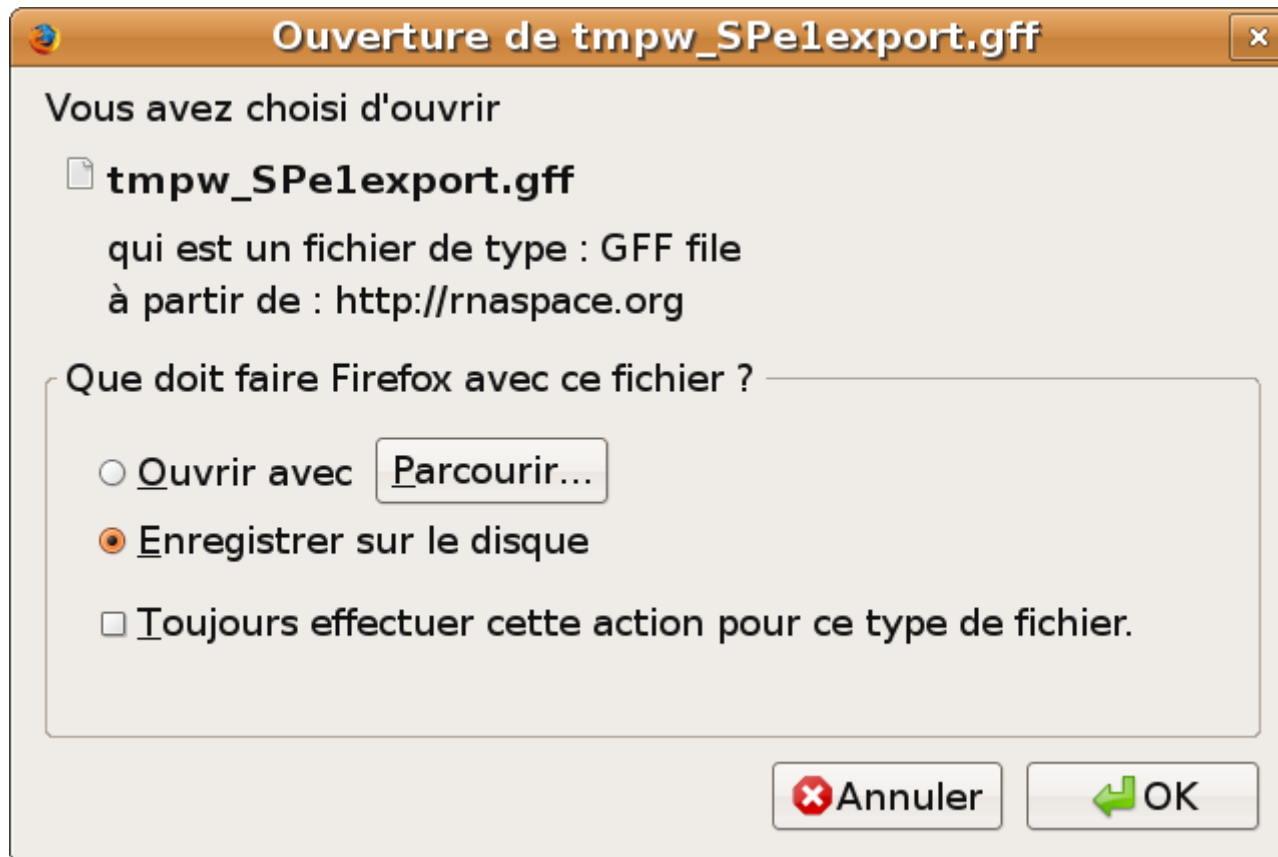 Ouverture de tmpw_SPe1export.gff
Vous avez choisi d'ouvrir
tmpw_SPe1export.gff
qui est un fichier de type : GFF file
à partir de : http://rnaspace.org
Que doit faire Firefox avec ce fichier ?
Ouvrir avec Parcourir...
Enregistrer sur le disque
Toujours effectuer cette action pour ce type de fichier.
Annuler OK